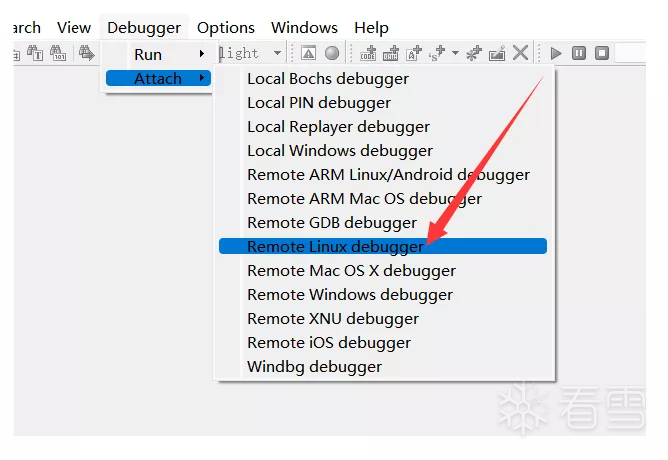 arch View Debugger Options Windows Help
Run
light
Attach
Local Bochs debugger
Local PIN debugger
Local Replayer debugger
Local Windows debugger
Remote ARM Linux/Android debugger
Remote ARM Mac OS debugger
Remote GDB debugger
Remote Linux debugger
Remote Mac OS X debugger
Remote Windows debugger
Remote XNU debugger
Remote iOS debugger
Windbg debugger
看雪